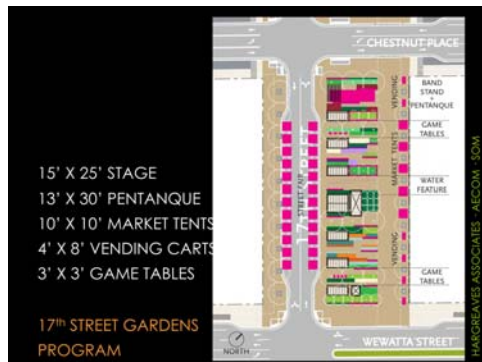 CHESTNUT PLACE
BAND
STAND
+
PENTANQUE
VENDING
GAME
TABLES
MARKET TENTS
WATER
FEATURE
VENDING
GAME
TABLES
17TH STREET
STREET FAIR
WEWATTA STREET
NORTH
15' X 25' STAGE
13' X 30' PENTANQUE
10' X 10' MARKET TENTS
4' X 8' VENDING CARTS
3' X 3' GAME TABLES
17th STREET GARDENS
PROGRAM
HARGREAVES ASSOCIATES - AECOM - SOM